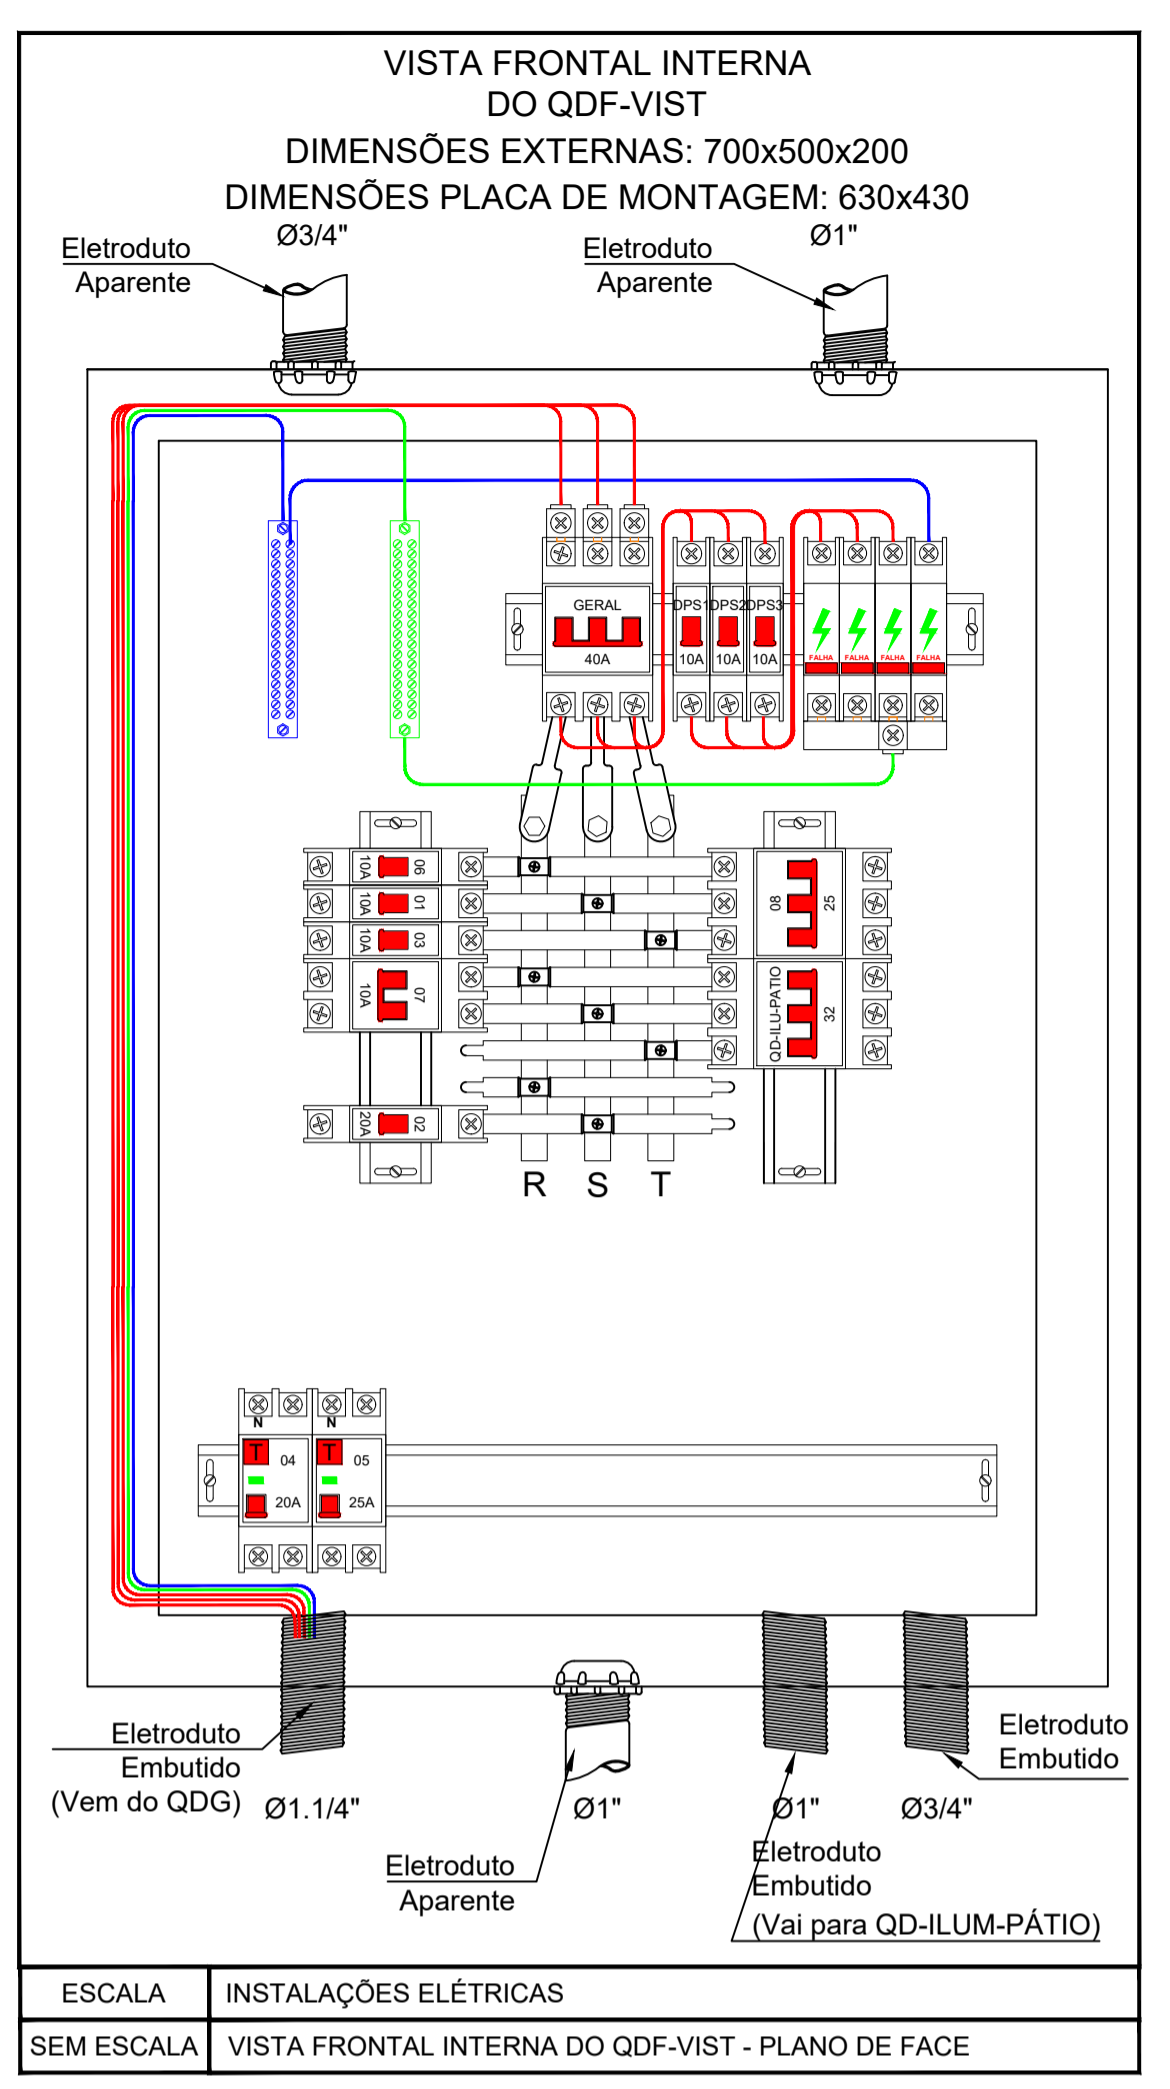 VISTA FRONTAL INTERNA
DO QDF-VIST
DIMENSÕES EXTERNAS: 700x500x200
DIMENSÕES PLACA DE MONTAGEM: 630x430
Eletroduto
Aparente
Ø3/4"
Eletroduto
Aparente
Ø1"
GERAL
40A
DPS1 DPS2 DPS3
10A 10A 10A
FALHA FALHA FALHA FALHA
06
10A
01
10A
03
10A
07
10A
02
20A
08
25
QD-ILU-PATIO
32
R S T
N N
T 04 T 05
20A 25A
Eletroduto
Embutido
(Vem do QDG)
Ø1.1/4"
Ø1"
Eletroduto
Aparente
Ø1"
Eletroduto
Embutido
(Vai para QD-ILUM-PÁTIO)
Eletroduto
Embutido
Ø3/4"
ESCALA
INSTALAÇÕES ELÉTRICAS
SEM ESCALA
VISTA FRONTAL INTERNA DO QDF-VIST - PLANO DE FACE